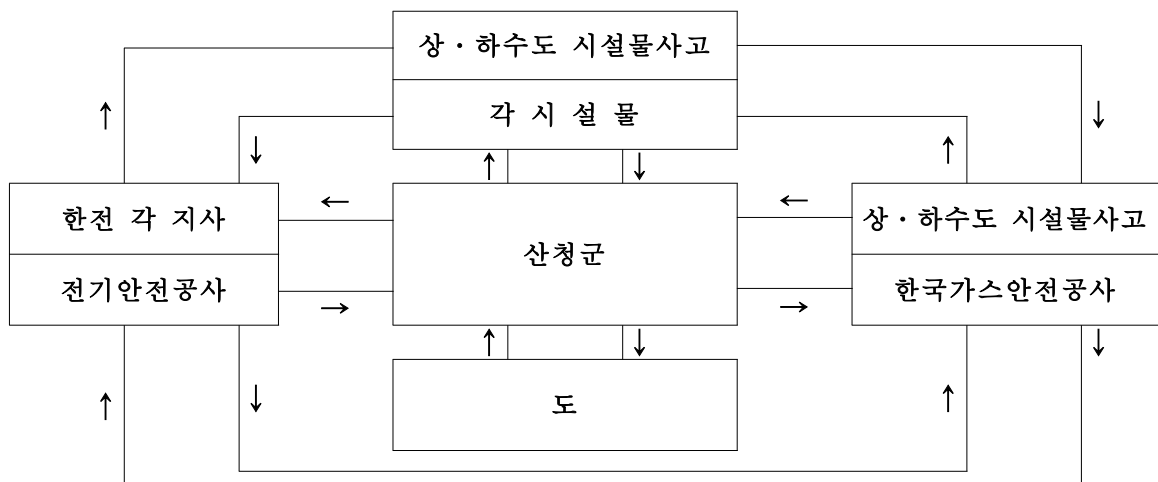 상·하수도 시설물사고
각 시 설 물
한전 각 지사
전기안전공사
산청군
상·하수도 시설물사고
한국가스안전공사
도